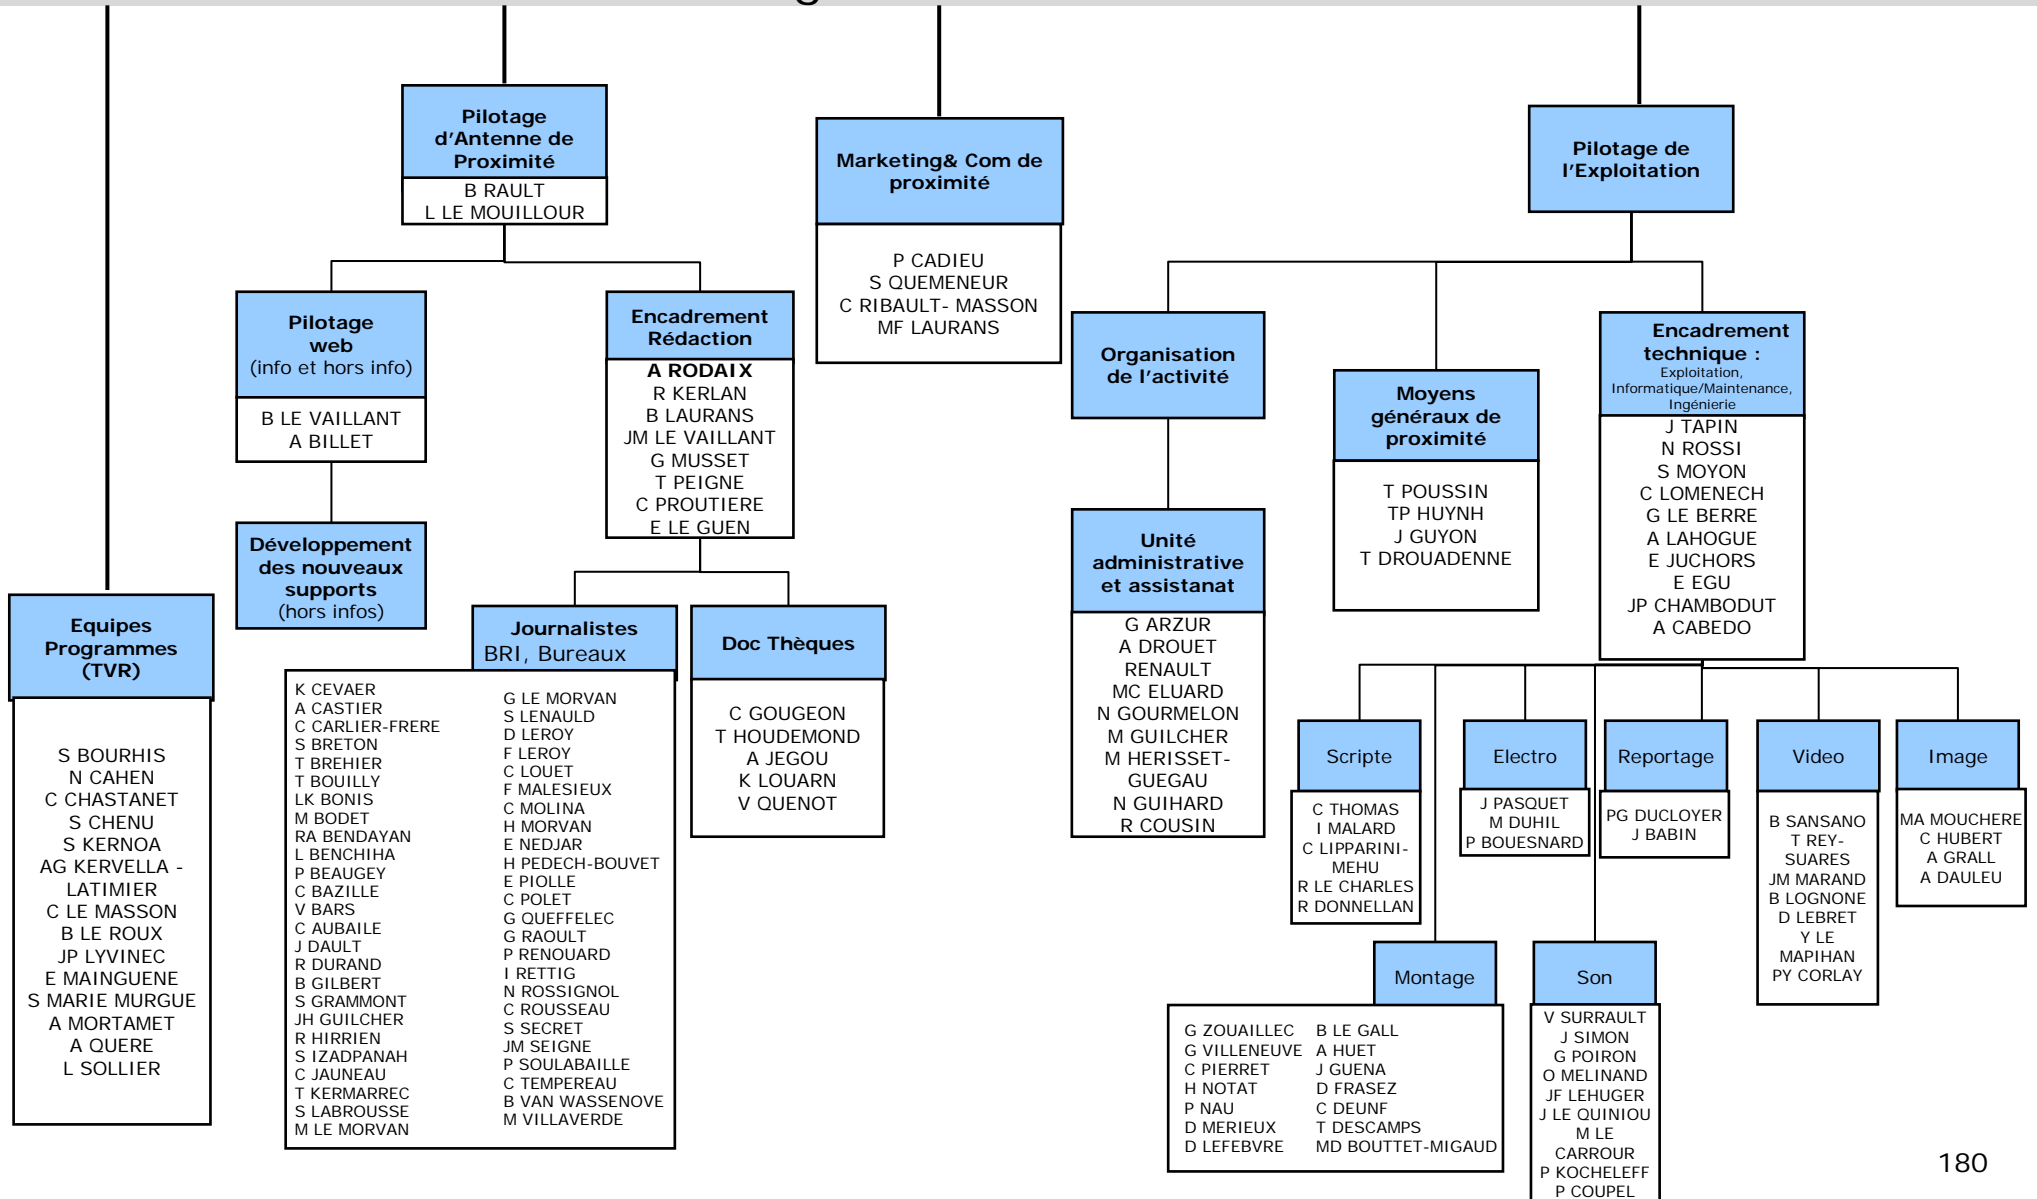 Pilotage
d'Antenne de
Proximité
B RAULT
L LE MOUILLOUR
Marketing& Com de
proximité
P CADIEU
S QUEMENEUR
C RIBAULT- MASSON
MF LAURANS
Pilotage de
l'Exploitation
Pilotage
web
(info et hors info)
B LE VAILLANT
A BILLET
Encadrement
Rédaction
A RODAIX
R KERLAN
B LAURANS
JM LE VAILLANT
G MUSSET
T PEIGNE
C PROUTIERE
E LE GUEN
Organisation
de l'activité
Moyens
généraux de
proximité
T POUSSIN
TP HUYNH
J GUYON
T DROUADENNE
Encadrement
technique :
Exploitation,
Informatique/Maintenance,
Ingénierie
J TAPIN
N ROSSI
S MOYON
C LOMENECH
G LE BERRE
A LAHOGUE
E JUCHORS
E EGU
JP CHAMBODUT
A CABEDO
Développement
des nouveaux
supports
(hors infos)
Unité
administrative
et assistanat
G ARZUR
A DROUET
RENAULT
MC ELUARD
N GOURMELON
M GUILCHER
M HERISSET-
GUEGAU
N GUIHARD
R COUSIN
Equipes
Programmes
(TVR)
S BOURHIS
N CAHEN
C CHASTANET
S CHENU
S KERNOA
AG KERVELLA -
LATIMIER
C LE MASSON
B LE ROUX
JP LYVINEC
E MAINGUENE
S MARIE MURGUE
A MORTAMET
A QUERE
L SOLLIER
Journalistes
BRI, Bureaux
K CEVAER
A CASTIER
C CARLIER-FRERE
S BRETON
T BREHIER
T BOUILLY
LK BONIS
M BODET
RA BENDAYAN
L BENCHIHA
P BEAUGEY
C BAZILLE
V BARS
C AUBAILE
J DAULT
R DURAND
B GILBERT
S GRAMMONT
JH GUILCHER
R HIRRIEN
S IZADPANAH
C JAUNEAU
T KERMARREC
S LABROUSSE
M LE MORVAN
G LE MORVAN
S LENAULD
D LEROY
F LEROY
C LOUET
F MALESIEUX
C MOLINA
H MORVAN
E NEDJAR
H PEDECH-BOUVET
E PIOLLE
C POLET
G QUEFFELEC
G RAOULT
P RENOUARD
I RETTIG
N ROSSIGNOL
C ROUSSEAU
S SECRET
JM SEIGNE
P SOULABAILLE
C TEMPEREAU
B VAN WASSENOVE
M VILLAVERDE
Doc Thèques
C GOUGEON
T HOUDEMOND
A JEGOU
K LOUARN
V QUENOT
Scripte
C THOMAS
I MALARD
C LIPPARINI-
MEHU
R LE CHARLES
R DONNELLAN
Electro
J PASQUET
M DUHIL
P BOUESNARD
Reportage
PG DUCLOYER
J BABIN
Video
B SANSANO
T REY-
SUARES
JM MARAND
B LOGNONE
D LEBRET
Y LE
MAPIHAN
PY CORLAY
Image
MA MOUCHERE
C HUBERT
A GRALL
A DAULEU
Montage
G ZOUAILLEC
G VILLENEUVE
C PIERRET
H NOTAT
P NAU
D MERIEUX
D LEFEBVRE
B LE GALL
A HUET
J GUENA
D FRASEZ
C DEUNF
T DESCAMPS
MD BOUTTET-MIGAUD
Son
V SURRAULT
J SIMON
G POIRON
O MELINAND
JF LEHUGER
J LE QUINIOU
M LE
CARROUR
P KOCHELEFF
P COUPEL
180